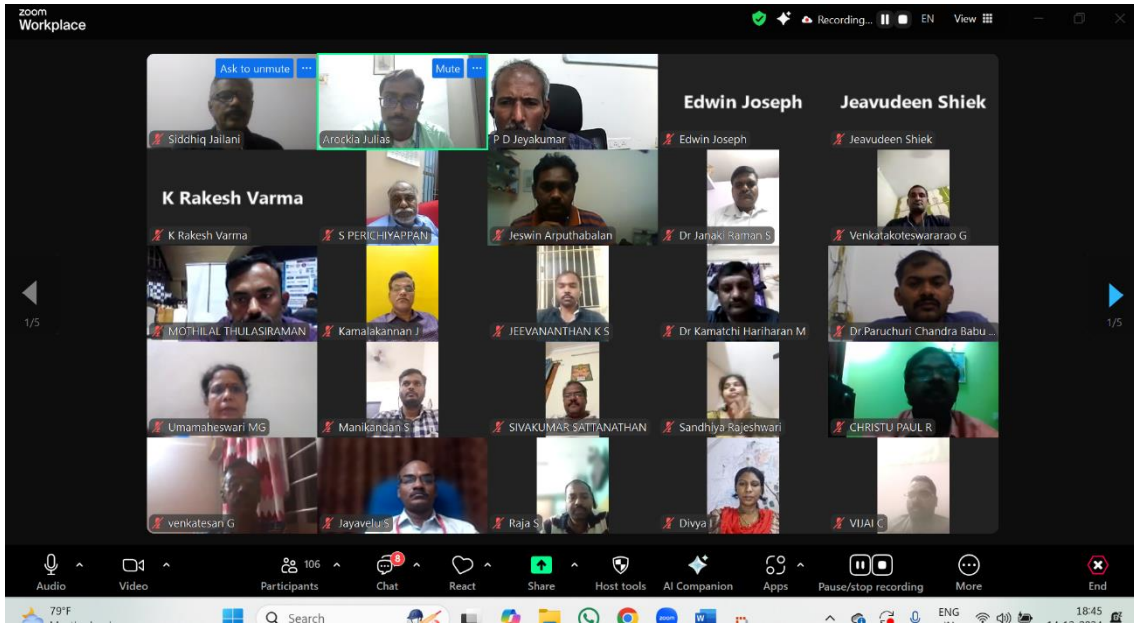 zoom
Workplace
Recording...
EN
View
Ask to unmute
Mute
Siddhiq Jailani
Arockia Julias
P D Jeyakumar
Edwin Joseph
Edwin Joseph
Jeavudeen Shiek
Jeavudeen Shiek
K Rakesh Varma
K Rakesh Varma
S PERICHIYAPPAN
Jeswin Arputhabalan
Dr Janaki Raman S
Venkatakoteswararao G
1/5
1/5
MOTHILAL THULASIRAMAN
Kamalakannan J
JEEVANANTHAN K S
Dr Kamatchi Hariharan M
Dr.Paruchuri Chandra Babu ...
Umamaheswari MG
Manikandan S
SIVAKUMAR SATTANATHAN
Sandhiya Rajeshwari
CHRISTU PAUL R
venkatesan G
Jayavelu S
Raja S
Divya I
VIJAI C
106
8
Audio
Video
Participants
Chat
React
Share
Host tools
AI Companion
Apps
Pause/stop recording
More
End
79°F
Search
zoom
W
ENG
18:45